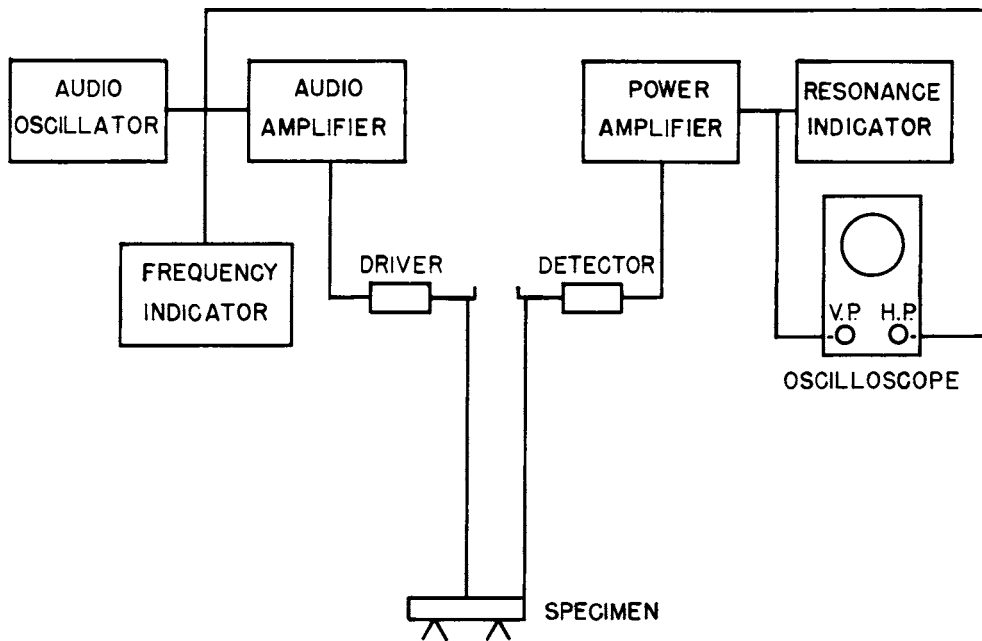 AUDIO
OSCILLATOR
AUDIO
AMPLIFIER
POWER
AMPLIFIER
RESONANCE
INDICATOR
FREQUENCY
INDICATOR
DRIVER
DETECTOR
V.P. H.P.
OSCILLOSCOPE
SPECIMEN